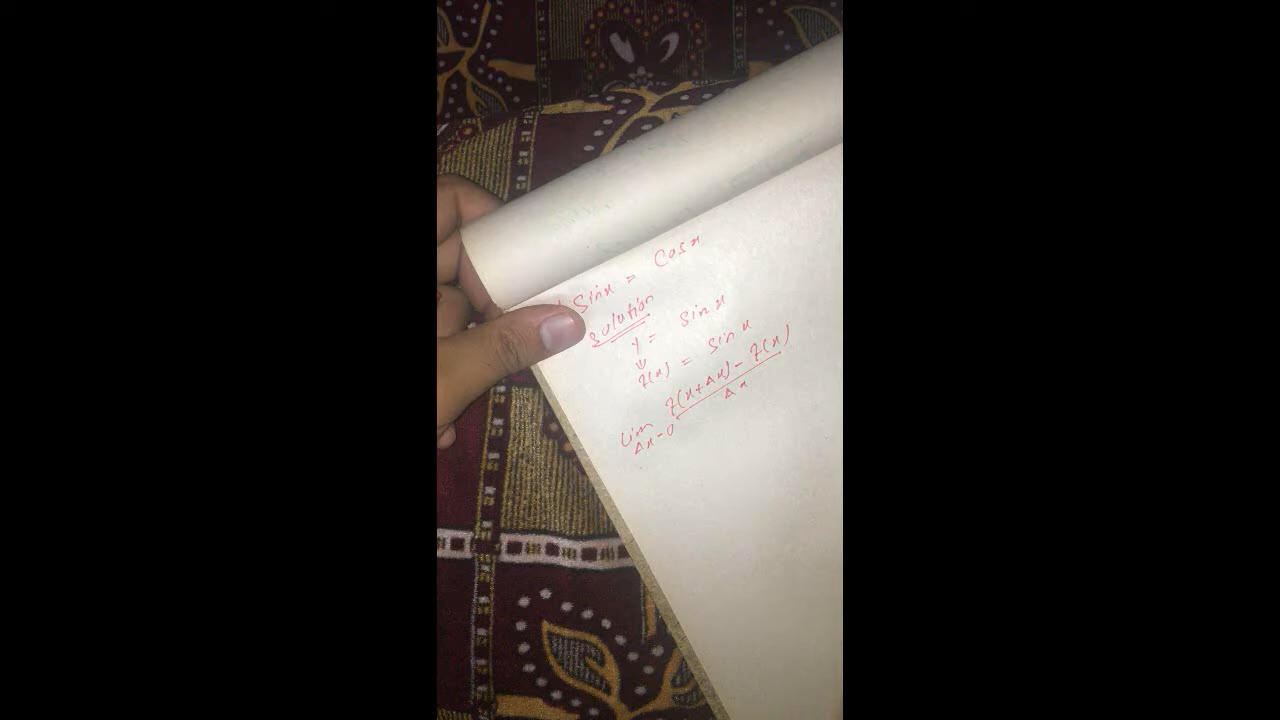 Sinx = Cosx
Solution
y = Sinx
f(x) = Sinx
Lim Δx-0 f(x+Δx) - f(x) / Δx